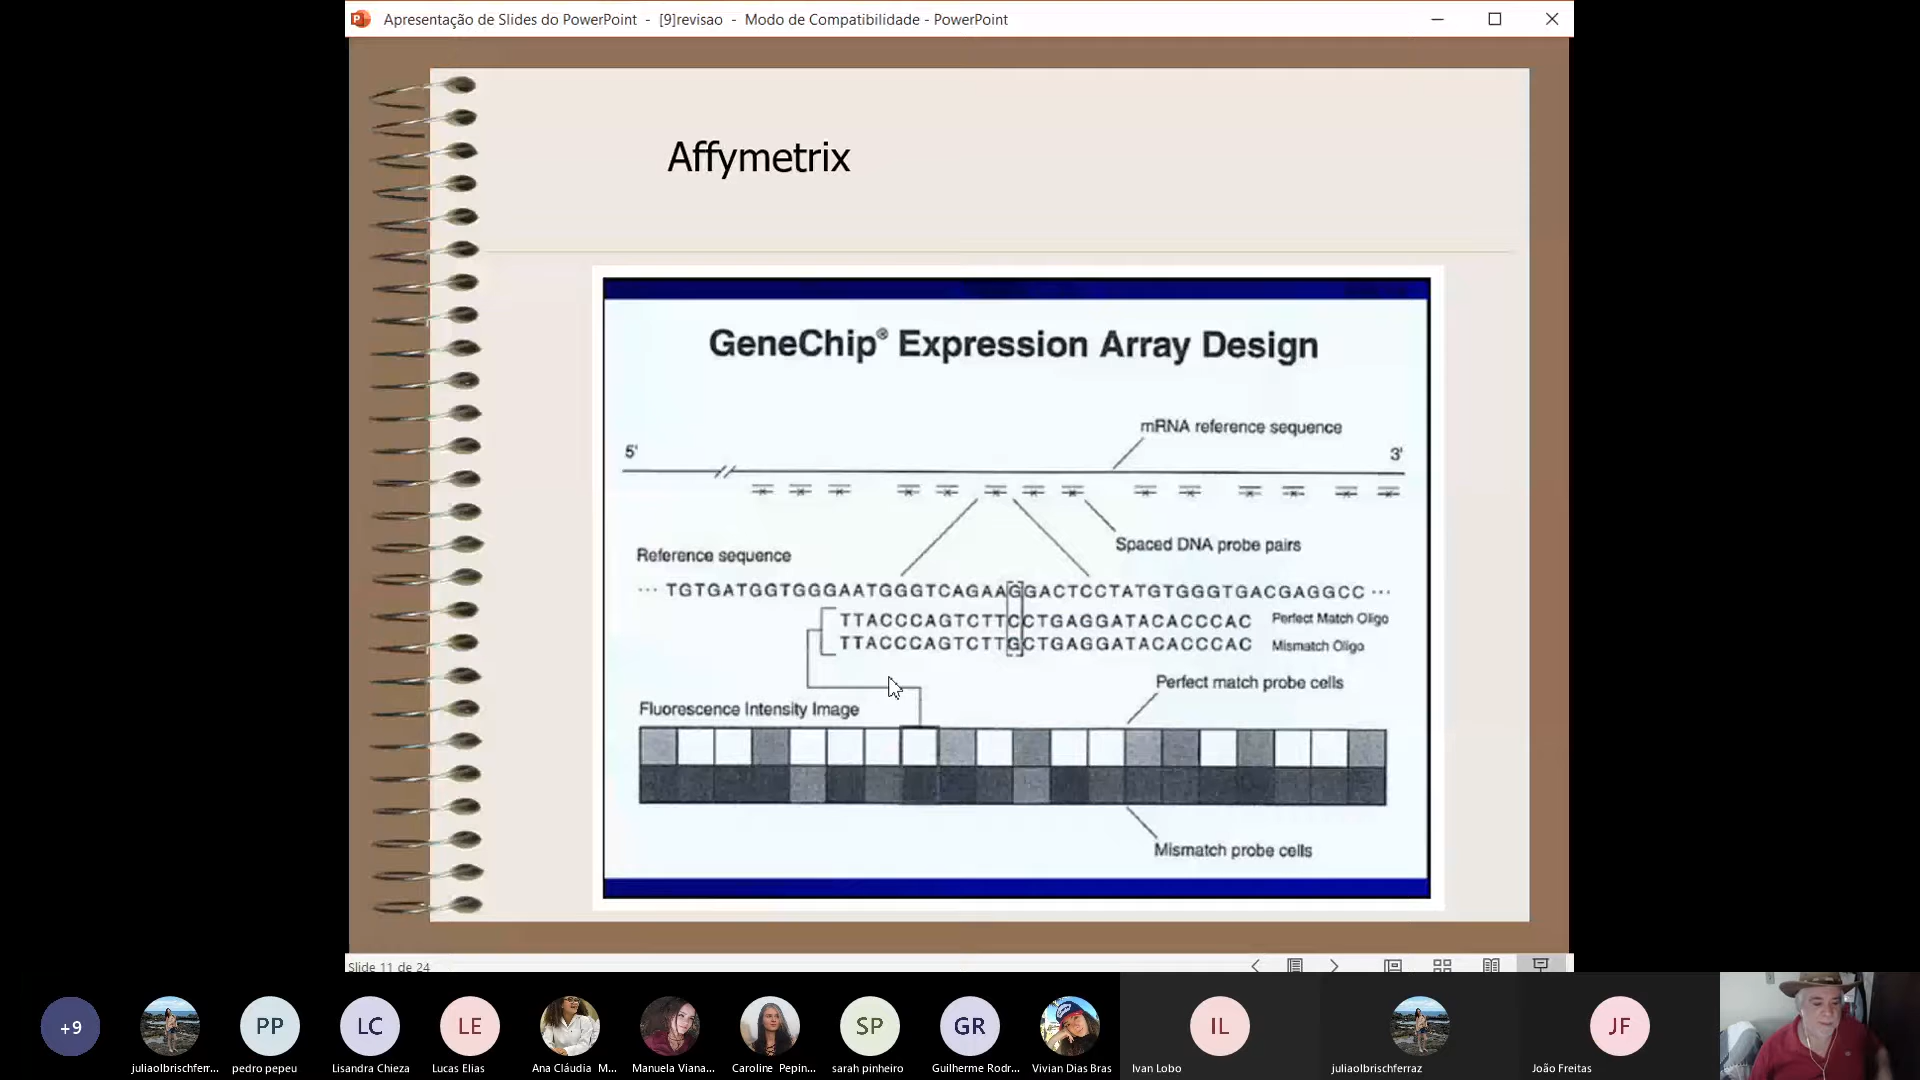 Apresentação de Slides do PowerPoint - [9]revisao - Modo de Compatibilidade - PowerPoint
Affymetrix
GeneChip® Expression Array Design
mRNA reference sequence
5'
3'
Spaced DNA probe pairs
Reference sequence
··· TGTGATGGTGGGAATGGGTCAGAAGGACTCCTATGTGGGTGACGAGGCC ···
TTACCCAGTCTTCCTGAGGATACACCCAC Perfect Match Oligo
TTACCCAGTCTTGCTGAGGATACACCCAC Mismatch Oligo
Perfect match probe cells
Fluorescence Intensity Image
Mismatch probe cells
Slide 11 de 24
+9
PP
LC
LE
SP
GR
IL
JF
juliaolbrischferr...
pedro pepeu
Lisandra Chieza
Lucas Elias
Ana Cláudia M...
Manuela Viana...
Caroline Pepin...
sarah pinheiro
Guilherme Rodr...
Vivian Dias Bras
Ivan Lobo
juliaolbrischferraz
João Freitas